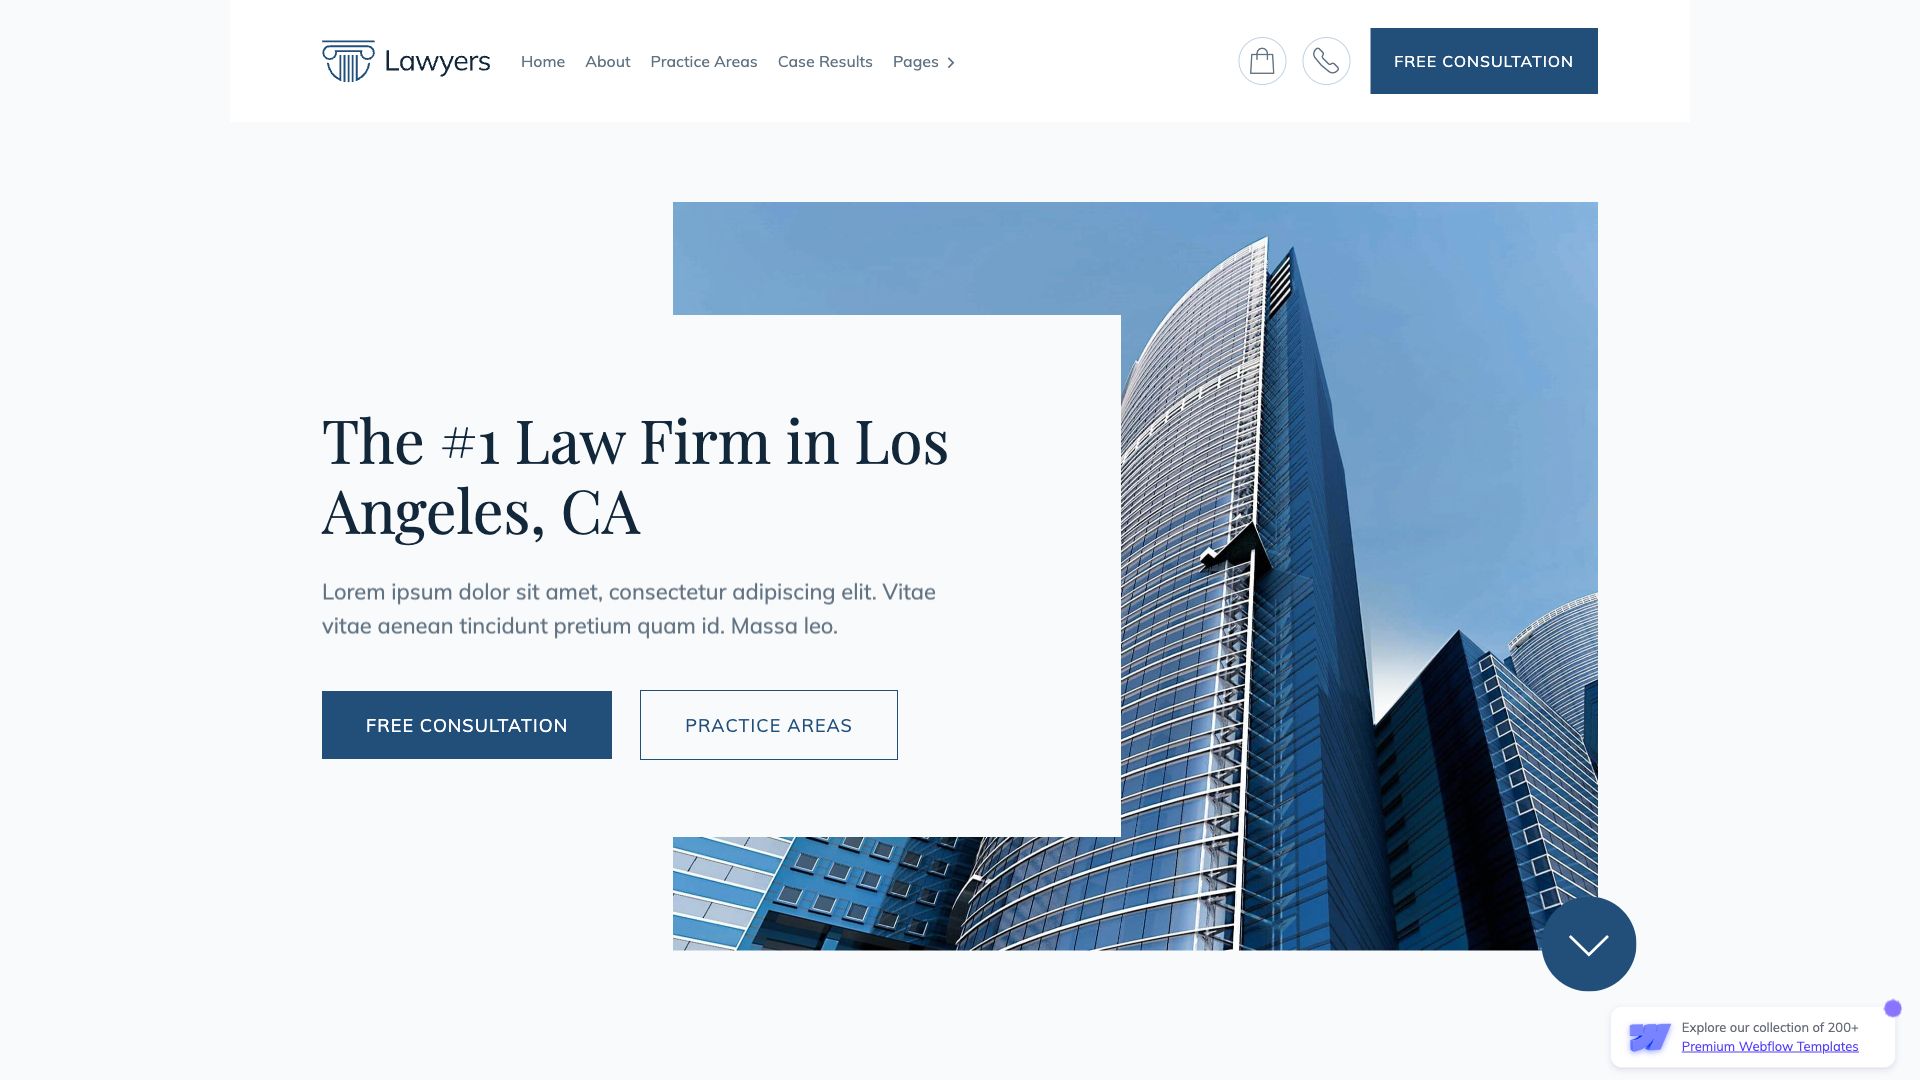 Lawyers
Home
About
Practice Areas
Case Results
Pages
FREE CONSULTATION
The #1 Law Firm in Los
Angeles, CA
Lorem ipsum dolor sit amet, consectetur adipiscing elit. Vitae
vitae aenean tincidunt pretium quam id. Massa leo.
FREE CONSULTATION
PRACTICE AREAS
Explore our collection of 200+
Premium Webflow Templates